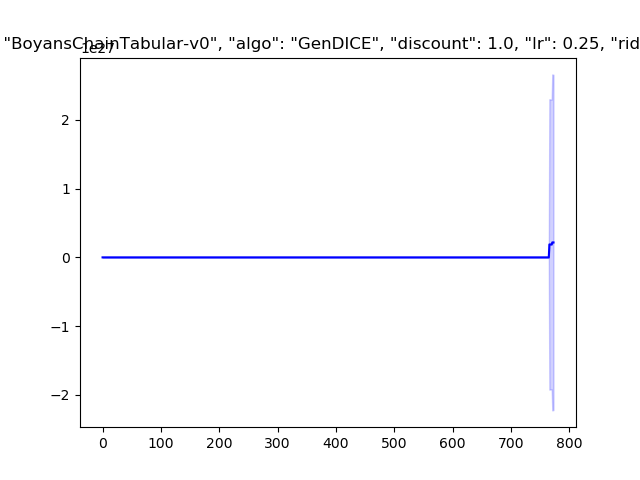 "BoyansChainTabular-v0", "algo": "GenDICE", "discount": 1.0, "lr": 0.25, "rid
1e27
2
1
0
−1
−2
0 100 200 300 400 500 600 700 800